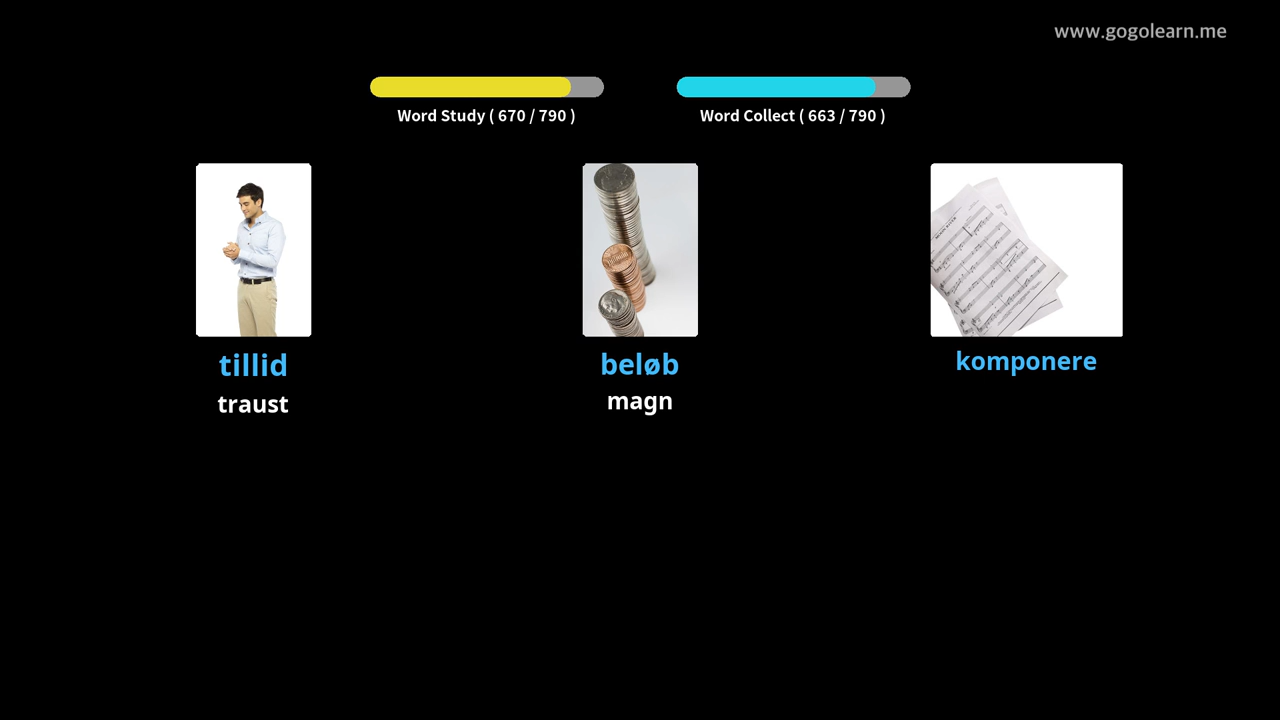 www.gogolearn.me
Word Study ( 670 / 790 )
Word Collect ( 663 / 790 )
tillid
traust
beløb
magn
komponere